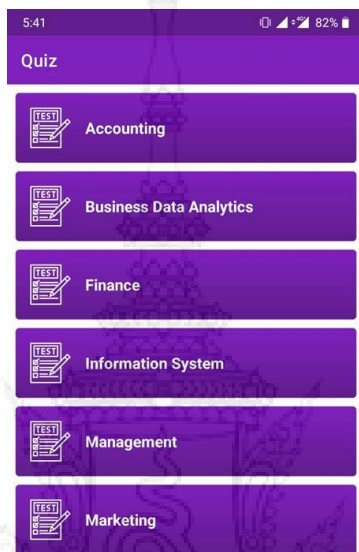 5:41
4G 82%
Quiz
TEST
Accounting
TEST
Business Data Analytics
TEST
Finance
TEST
Information System
TEST
Management
TEST
Marketing